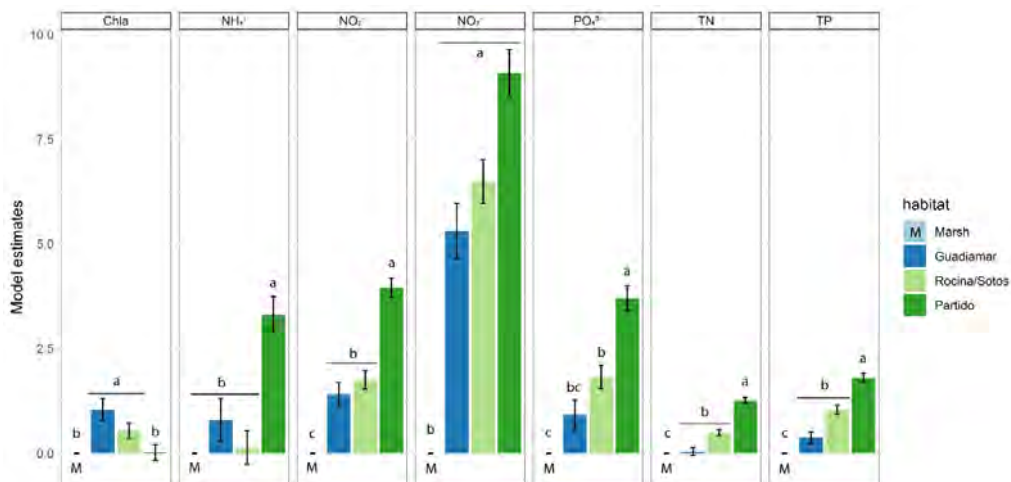 Chla
NH₄⁺
NO₂⁻
NO₃⁻
PO₄³⁻
TN
TP
10.0
7.5
5.0
2.5
0.0
Model estimates
b
a
b
M
b
a
M
c
b
a
M
b
a
M
c
bc
b
a
M
c
b
a
M
c
b
a
M
habitat
M Marsh
Guadiamar
Rocina/Sotos
Partido